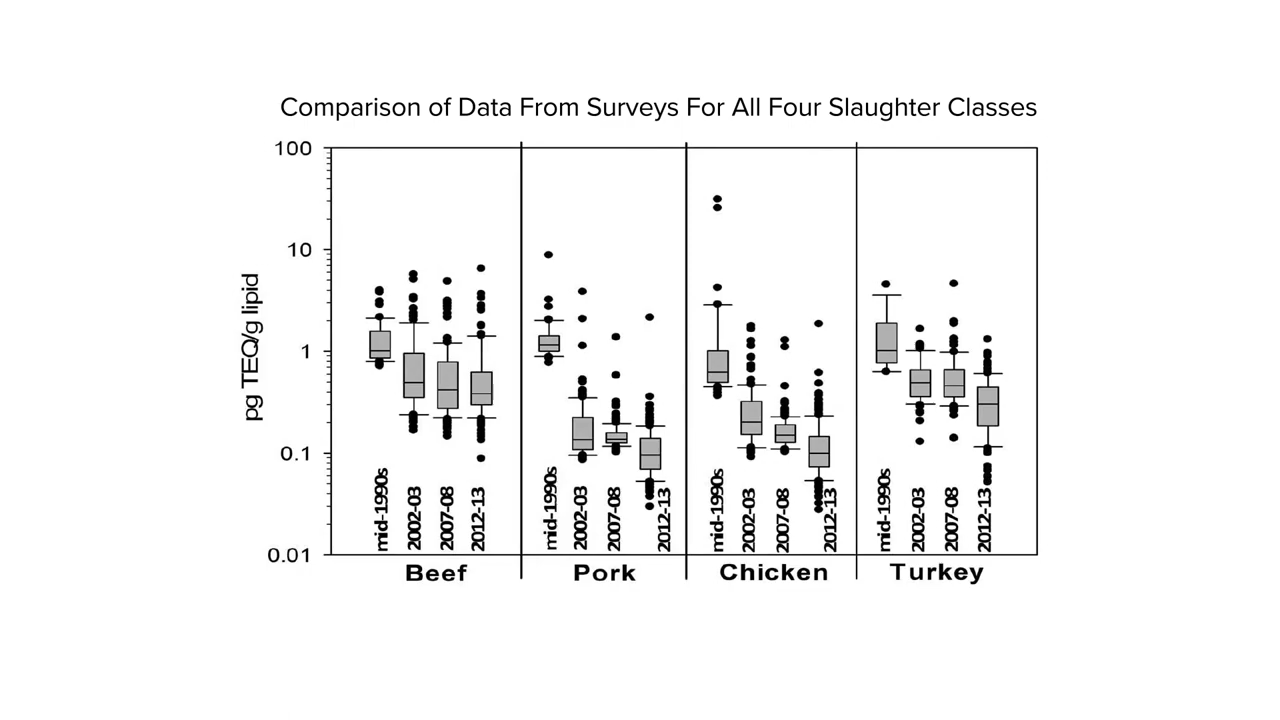 Comparison of Data From Surveys For All Four Slaughter Classes
100
10
1
0.1
0.01
pg TEQ/g lipid
mid-1990s
2002-03
2007-08
2012-13
mid-1990s
2002-03
2007-08
2012-13
mid-1990s
2002-03
2007-08
2012-13
mid-1990s
2002-03
2007-08
2012-13
Beef
Pork
Chicken
Turkey